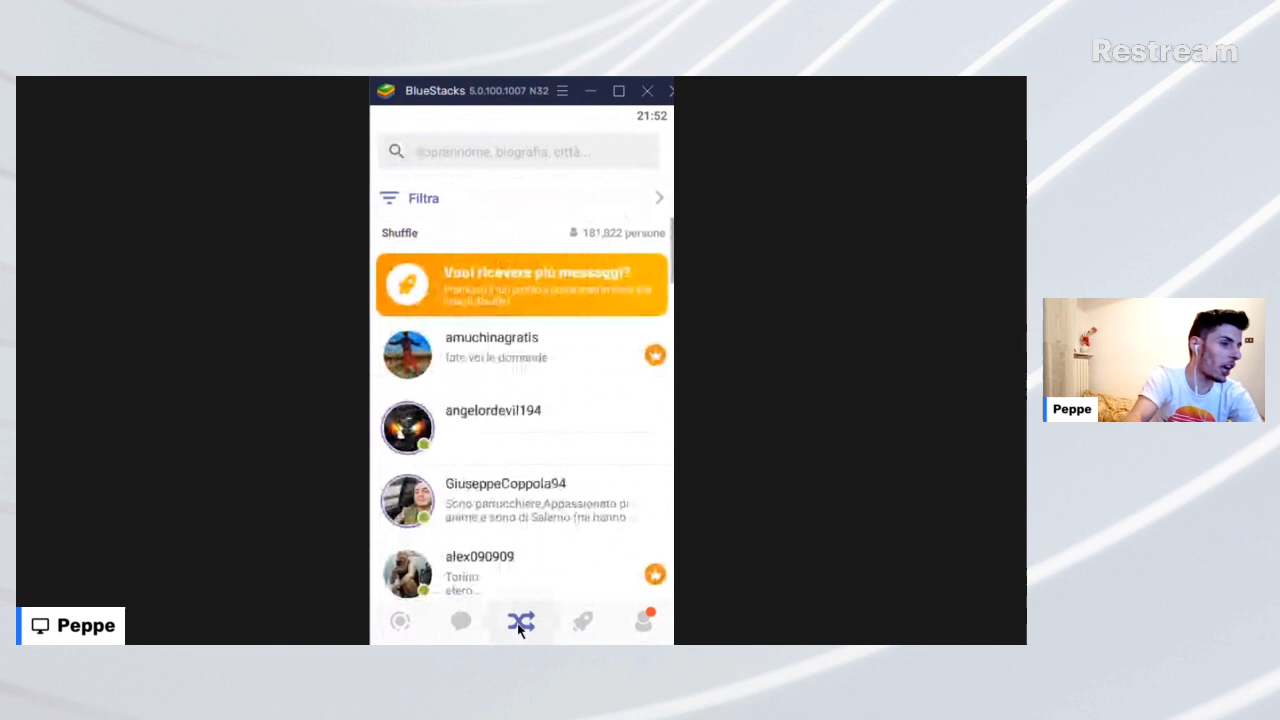 Restream
BlueStacks 5.0.100.1007 N32
21:52
soprannome, biografia, città...
Filtra
Shuffle 181,822 persone
Vuoi ricevere più messaggi?
amuchinagratis
fate voi le domande
angelordevil194
GiuseppeCoppola94
Sono parrucchiere,Appassionato di
anime e sono di Salerno (mi hanno
alex090909
Torino
etero...
Peppe
Peppe